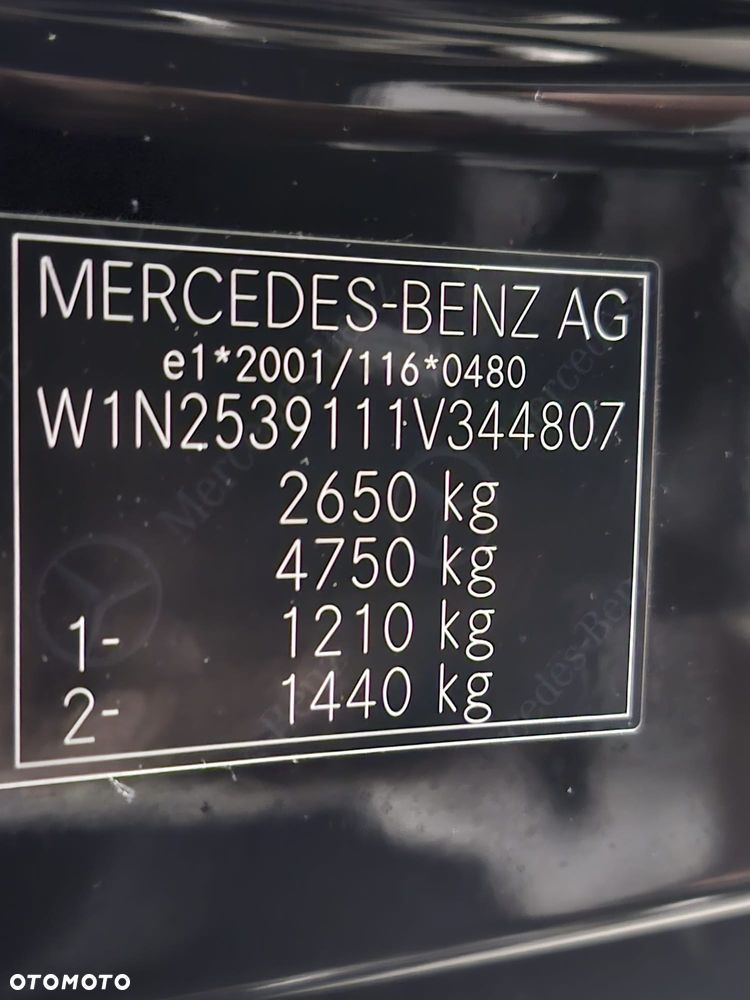 MERCEDES-BENZ AG
e1*2001/116*0480
W1N2539111V344807
2650 kg
4750 kg
1- 1210 kg
2- 1440 kg
OTOMOTO